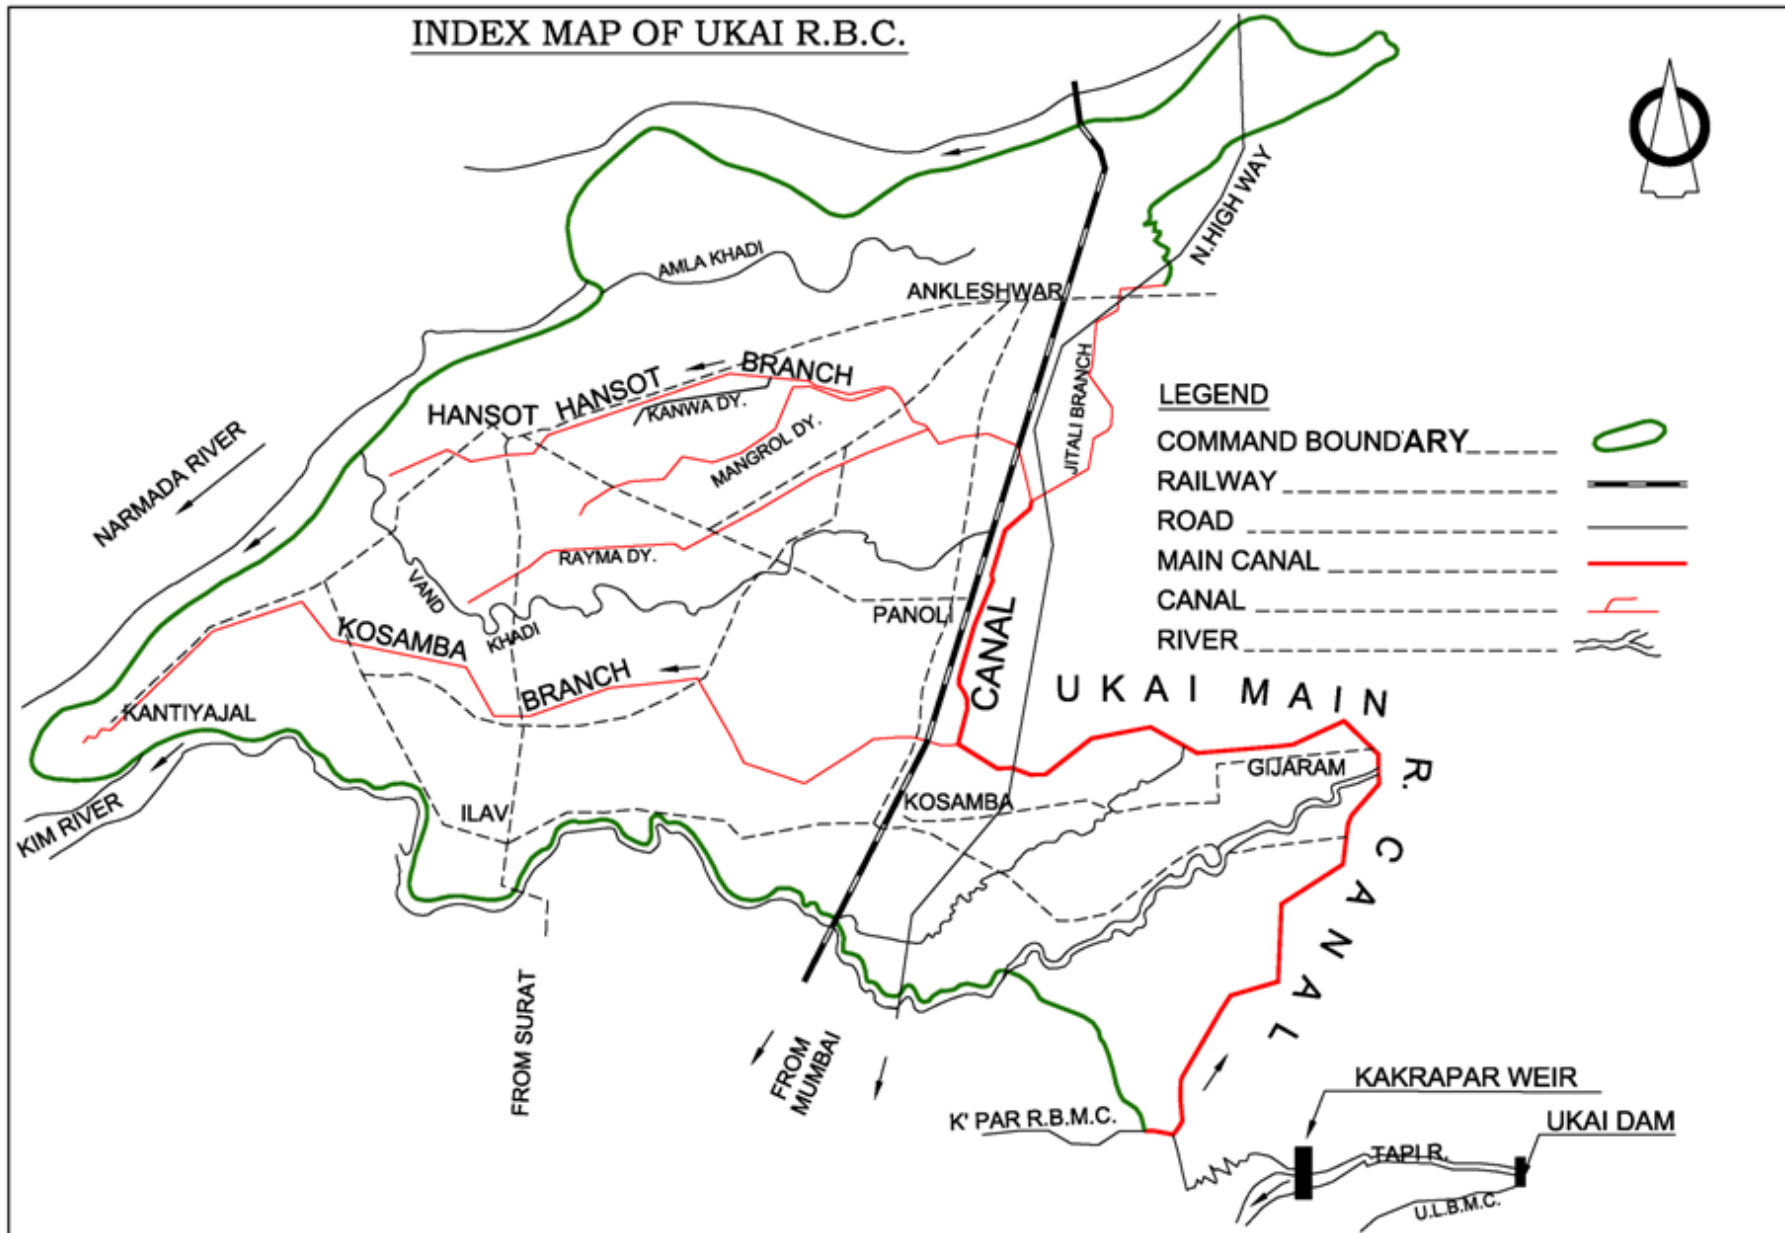 INDEX MAP OF UKAI R.B.C.
N.HIGH WAY
AMLA KHADI
ANKLESHWAR
HANSOT BRANCH
HANSOT
KANWA DY.
MANGROL DY.
JITALI BRANCH
NARMADA RIVER
RAYMA DY.
VAND
KHADI
PANOLI
CANAL
KOSAMBA
BRANCH
KANTIYAJAL
KIM RIVER
ILAV
KOSAMBA
GIJARAM
UKAI MAIN
R. CANAL
FROM SURAT
FROM
MUMBAI
K' PAR R.B.M.C.
KAKRAPAR WEIR
UKAI DAM
TAPI R.
U.L.B.M.C.
LEGEND
COMMAND BOUND'ARY
RAILWAY
ROAD
MAIN CANAL
CANAL
RIVER